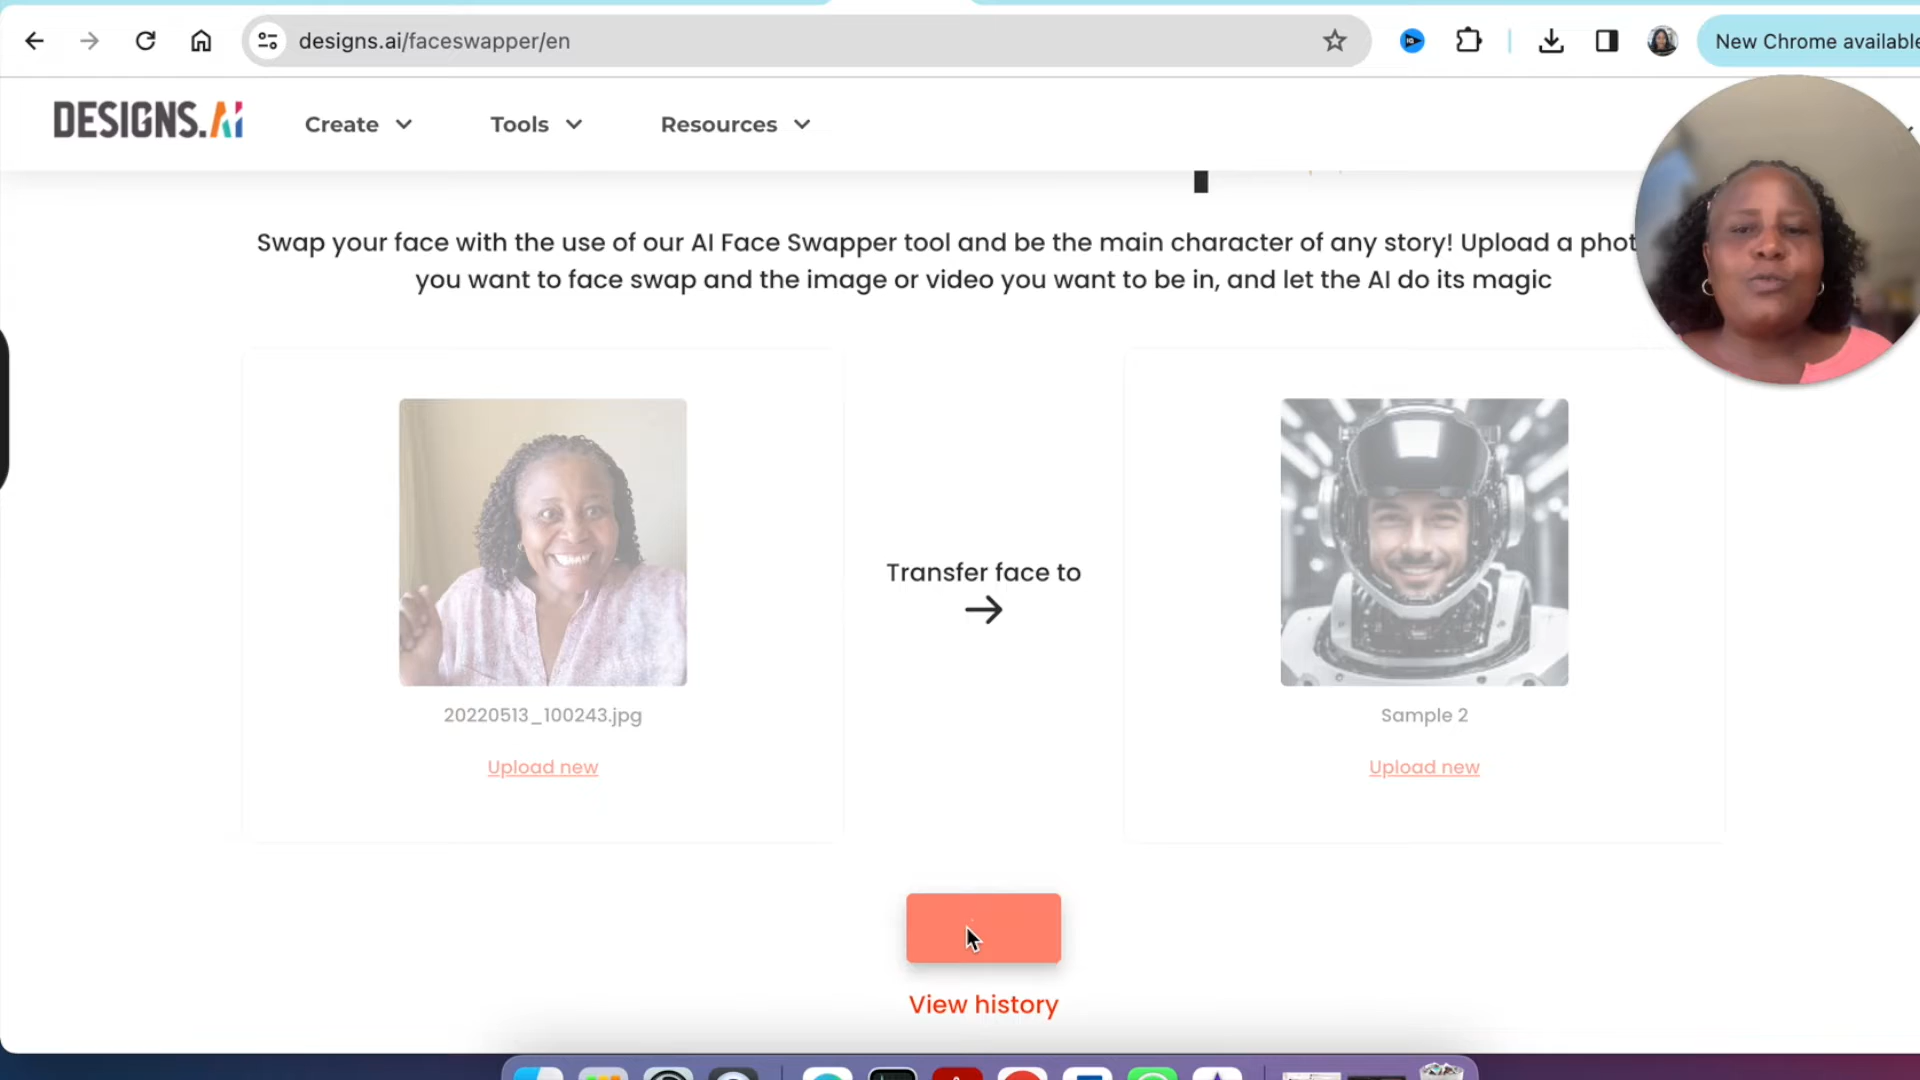 designs.ai/faceswapper/en
New Chrome available
DESIGNS.Ai
Create
Tools
Resources
Swap your face with the use of our AI Face Swapper tool and be the main character of any story! Upload a phot
you want to face swap and the image or video you want to be in, and let the AI do its magic
Transfer face to
20220513_100243.jpg
Sample 2
Upload new
Upload new
View history